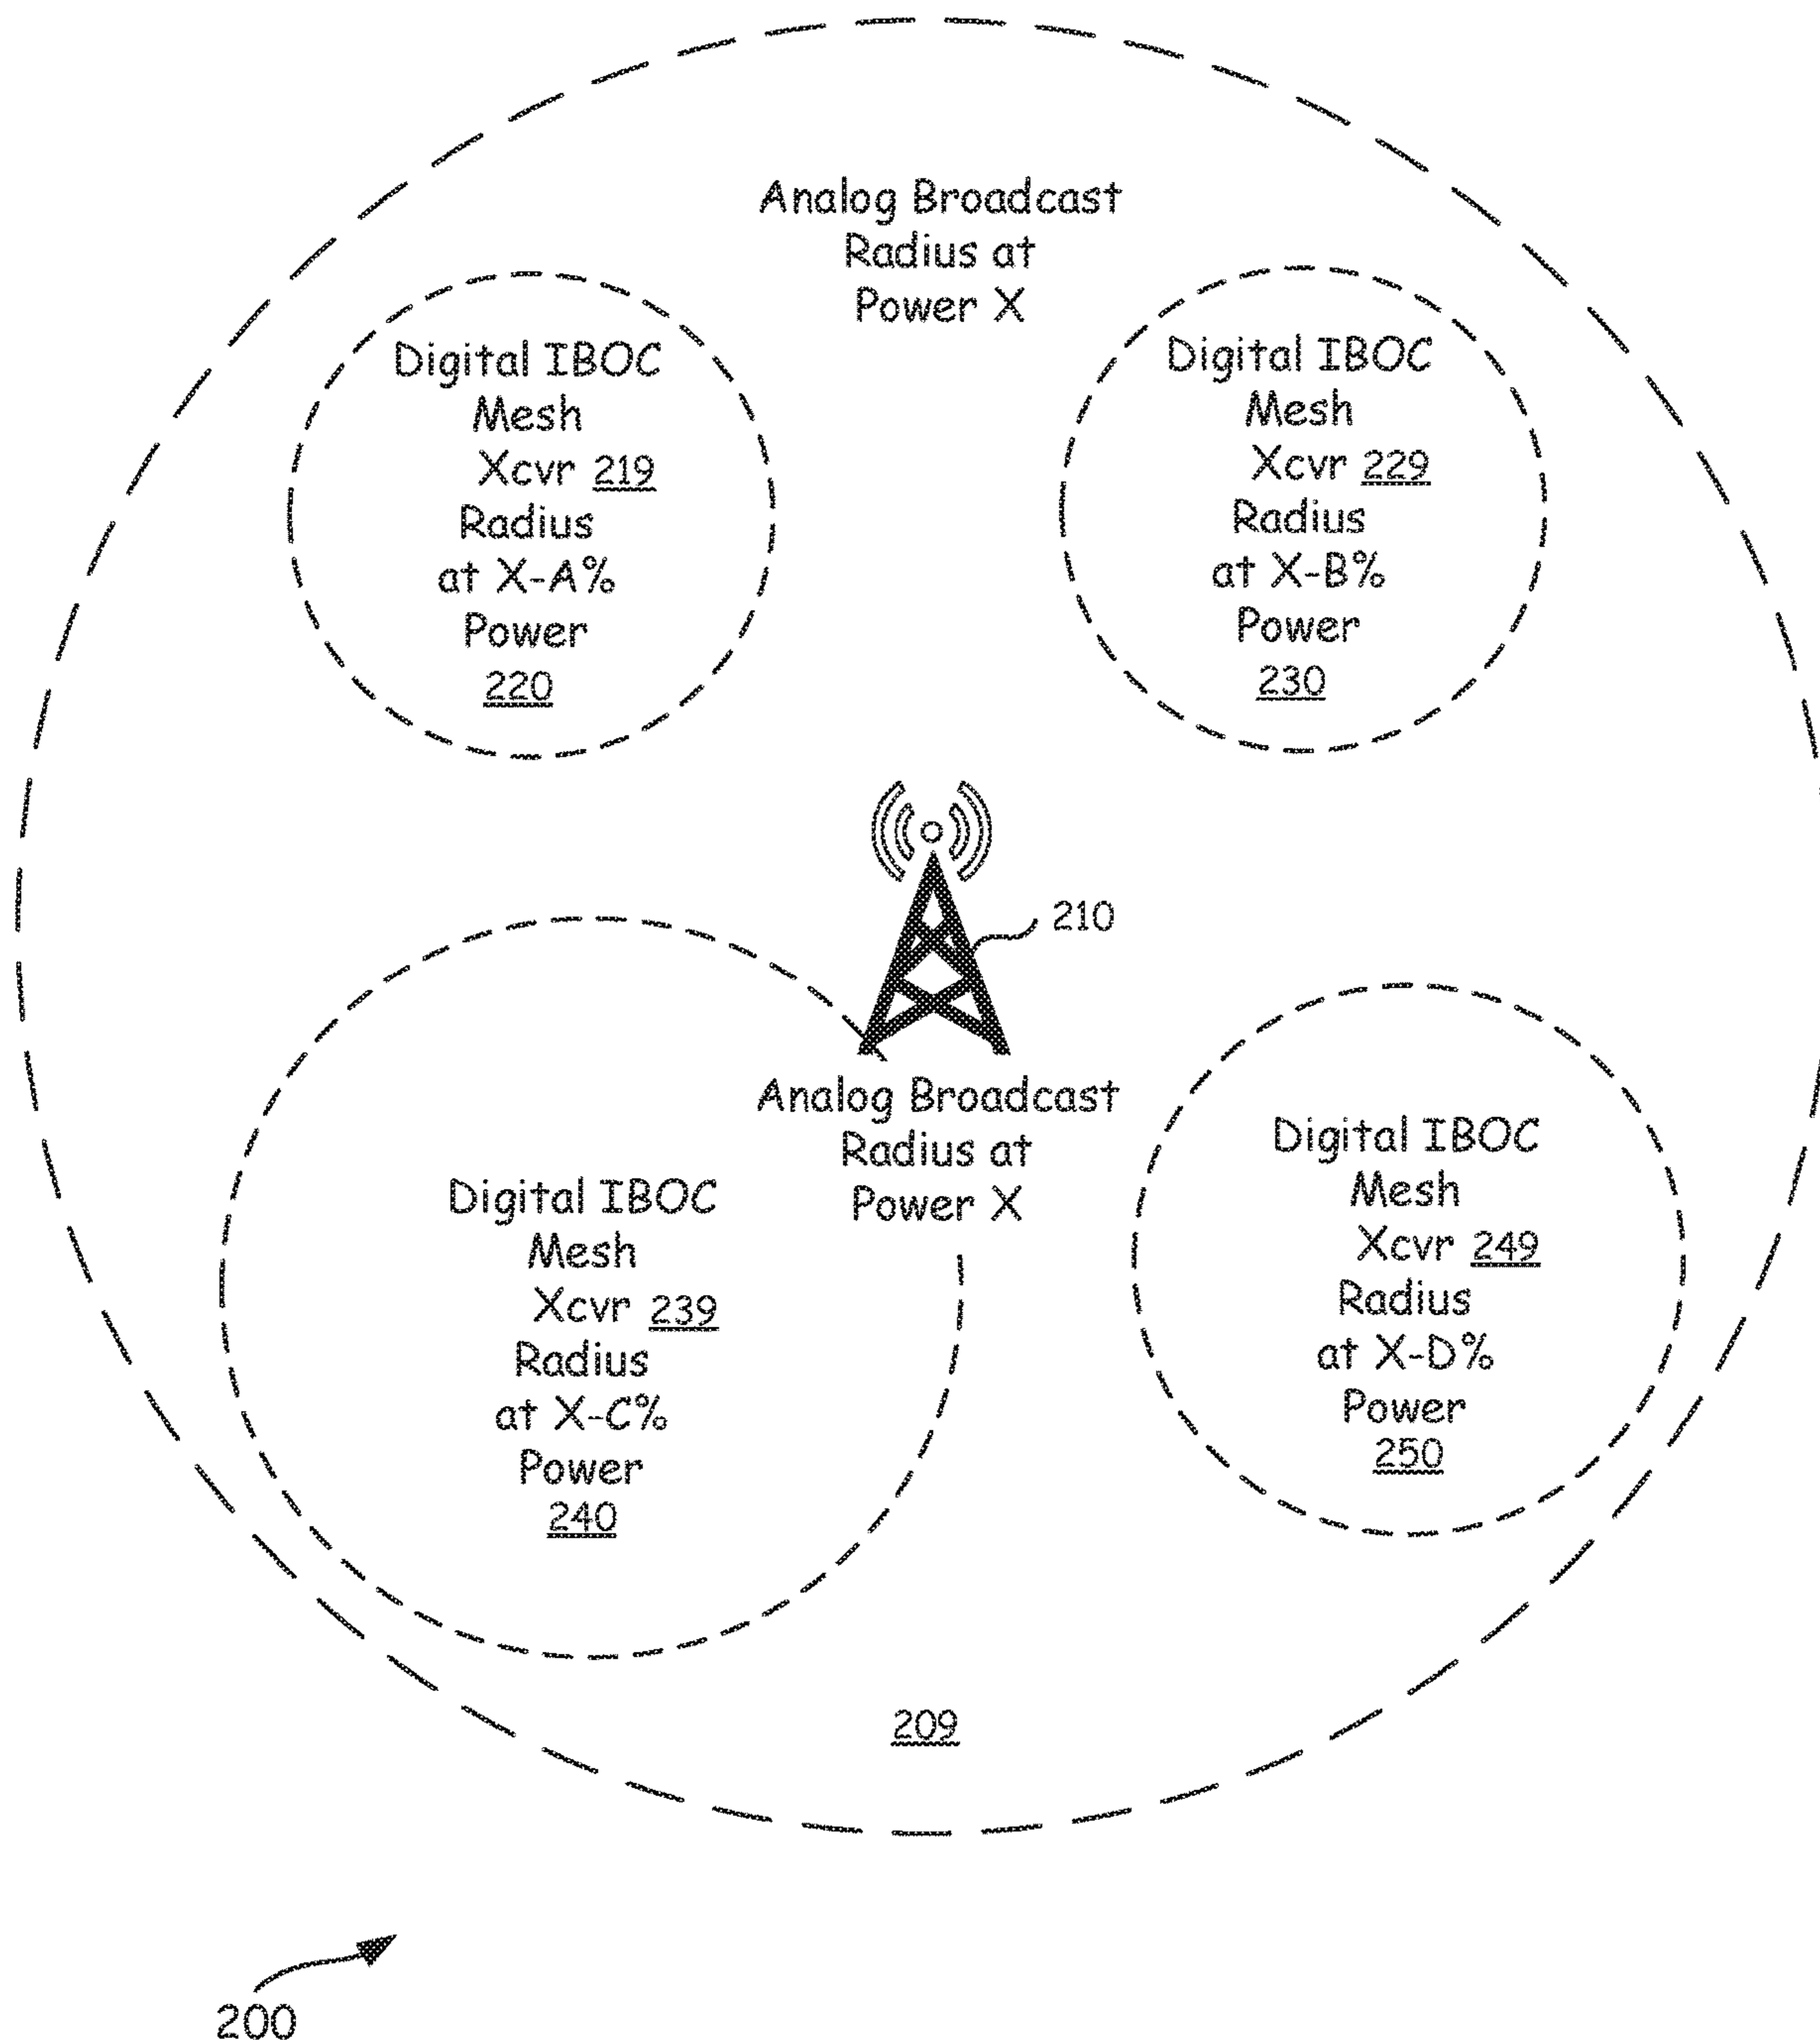 Analog Broadcast
Radius at
Power X
Digital IBOC
Mesh
Xcvr 219
Radius
at X-A%
Power
220
Digital IBOC
Mesh
Xcvr 229
Radius
at X-B%
Power
230
210
Analog Broadcast
Radius at
Power X
Digital IBOC
Mesh
Xcvr 239
Radius
at X-C%
Power
240
Digital IBOC
Mesh
Xcvr 249
Radius
at X-D%
Power
250
209
200